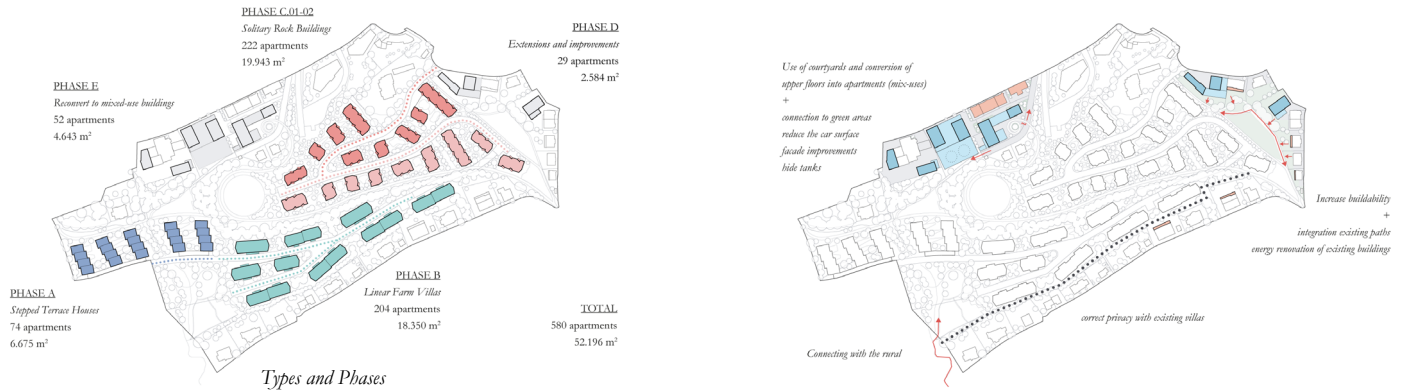 PHASE C.01-02
Solitary Rock Buildings
222 apartments
19.943 m²
PHASE D
Extensions and improvements
29 apartments
2.584 m²
PHASE E
Reconvert to mixed-use buildings
52 apartments
4.643 m²
PHASE A
Stepped Terrace Houses
74 apartments
6.675 m²
PHASE B
Linear Farm Villas
204 apartments
18.350 m²
TOTAL
580 apartments
52.196 m²
Types and Phases
Use of courtyards and conversion of
upper floors into apartments (mix-uses)
+
connection to green areas
reduce the car surface
facade improvements
hide tanks
Increase buildability
+
integration existing paths
energy renovation of existing buildings
correct privacy with existing villas
Connecting with the rural